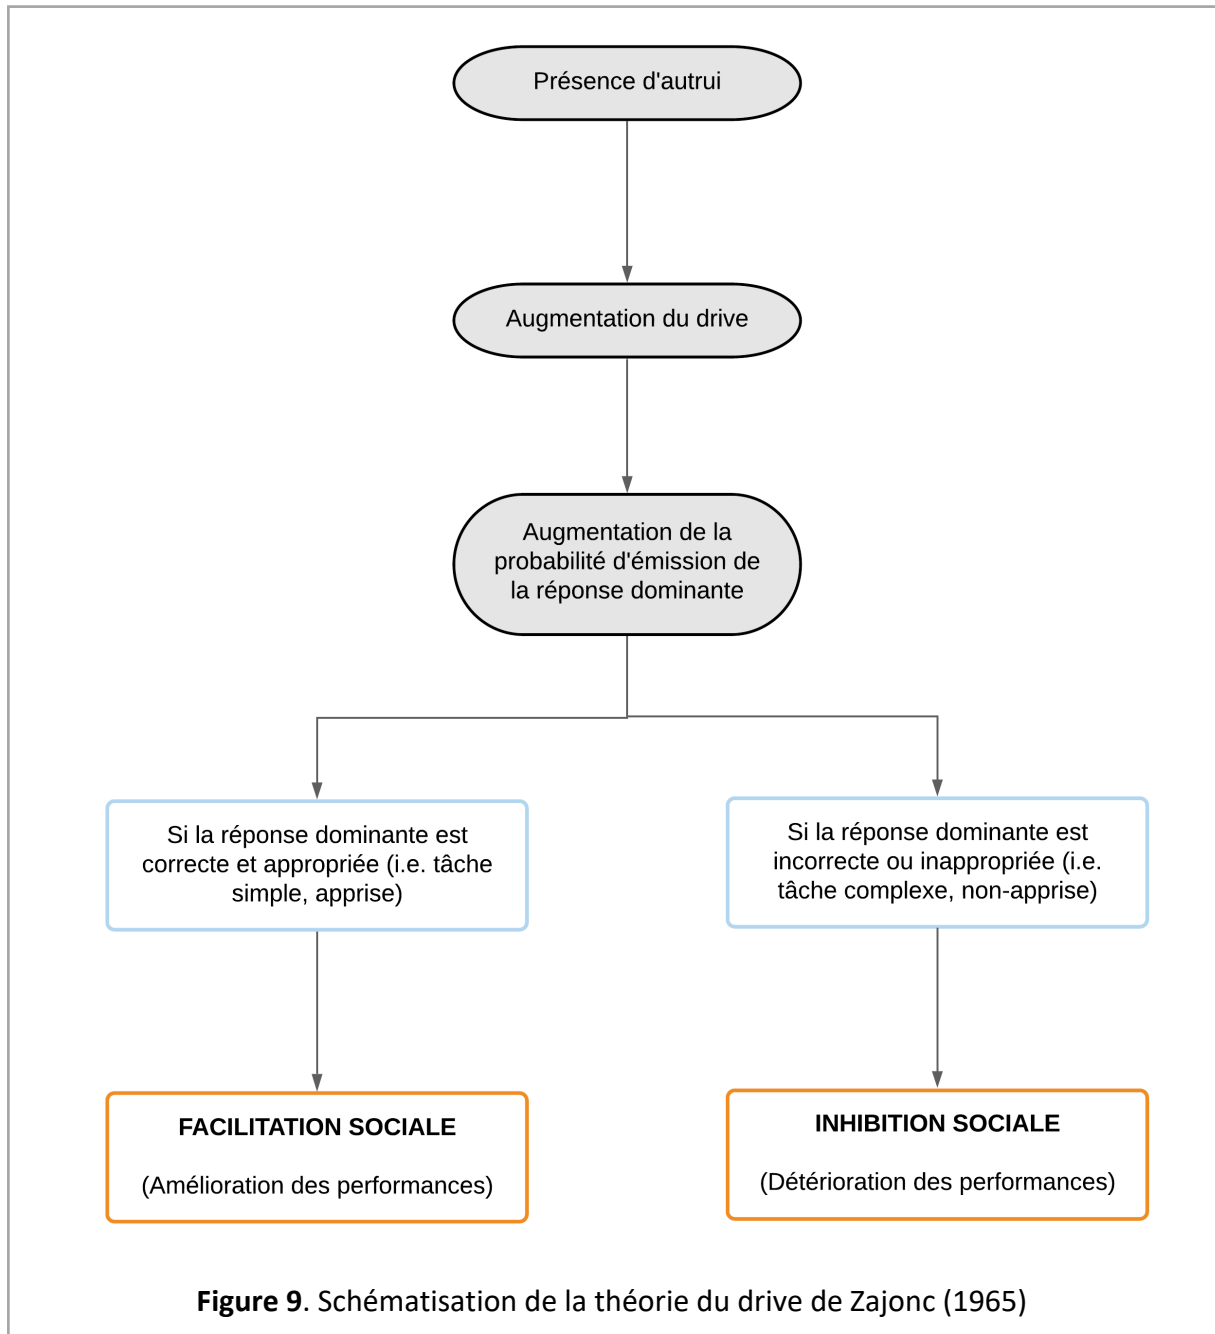 Présence d'autrui
Augmentation du drive
Augmentation de la
probabilité d'émission de
la réponse dominante
Si la réponse dominante est
correcte et appropriée (i.e. tâche
simple, apprise)
Si la réponse dominante est
incorrecte ou inappropriée (i.e.
tâche complexe, non-apprise)
FACILITATION SOCIALE
(Amélioration des performances)
INHIBITION SOCIALE
(Détérioration des performances)
Figure 9. Schématisation de la théorie du drive de Zajonc (1965)